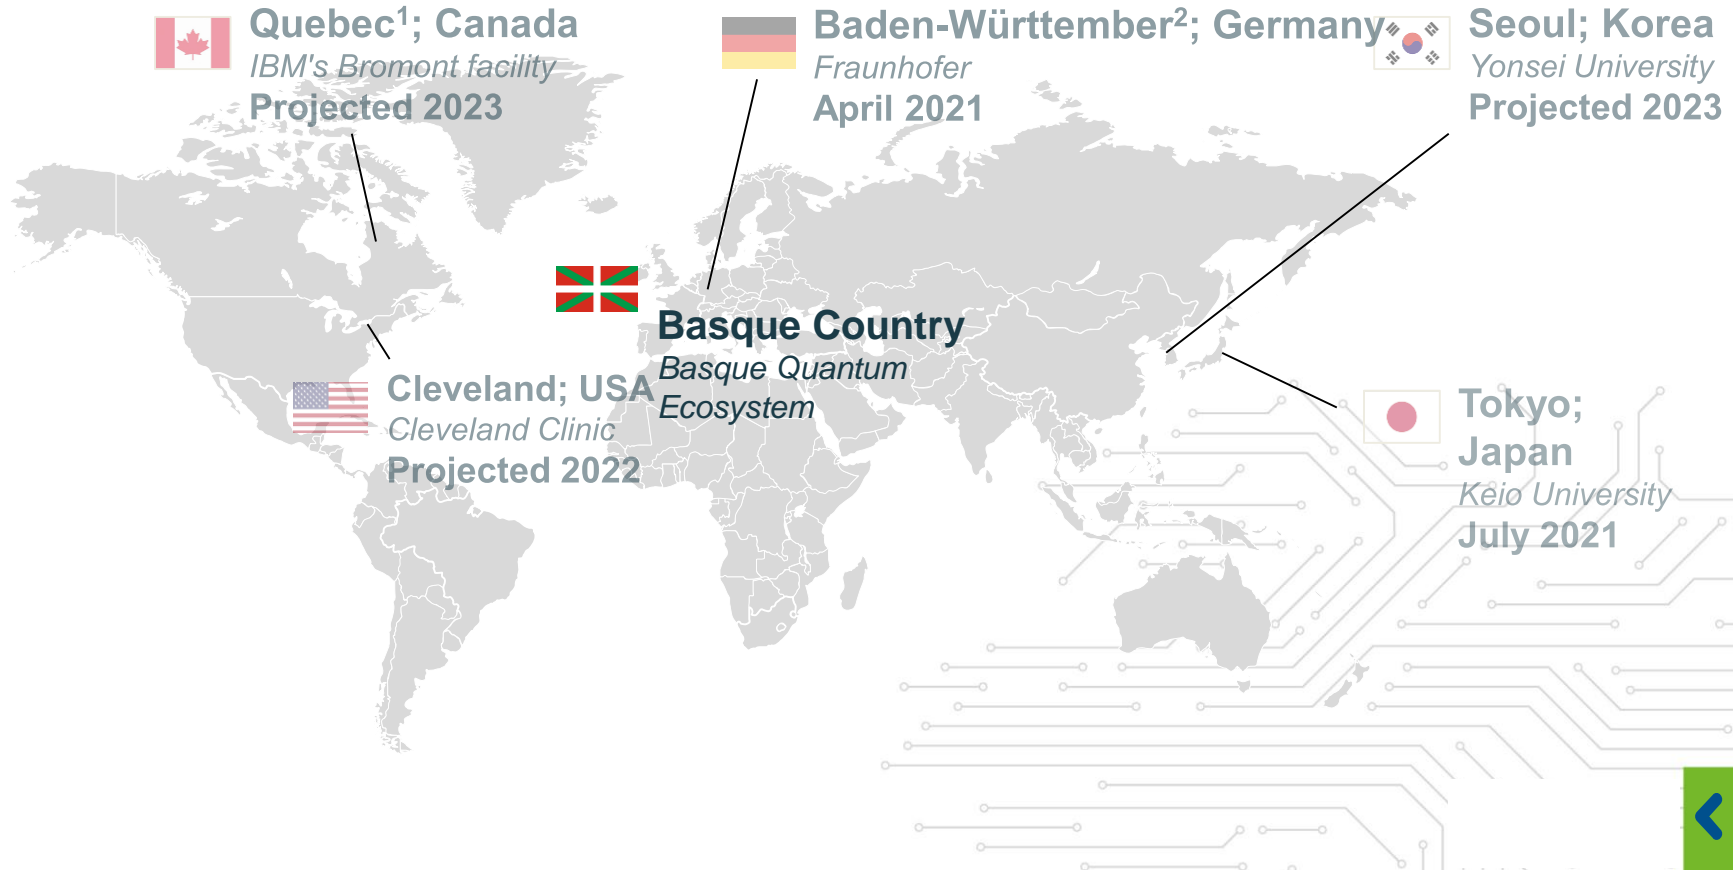 Quebec¹; Canada
IBM's Bromont facility
Projected 2023
Baden-Württember²; Germany
Fraunhofer
April 2021
Seoul; Korea
Yonsei University
Projected 2023
Basque Country
Basque Quantum
Ecosystem
Cleveland; USA
Cleveland Clinic
Projected 2022
Tokyo;
Japan
Keio University
July 2021